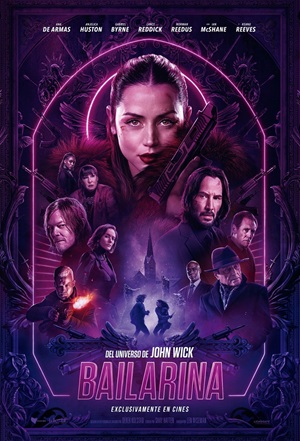 ANA DE ARMAS ANJELICA HUSTON GABRIEL BYRNE LANCE REDDICK NORMAN REEDUS IAN McSHANE KEANU REEVES
DEL UNIVERSO DE JOHN WICK
BAILARINA
EXCLUSIVAMENTE EN CINES